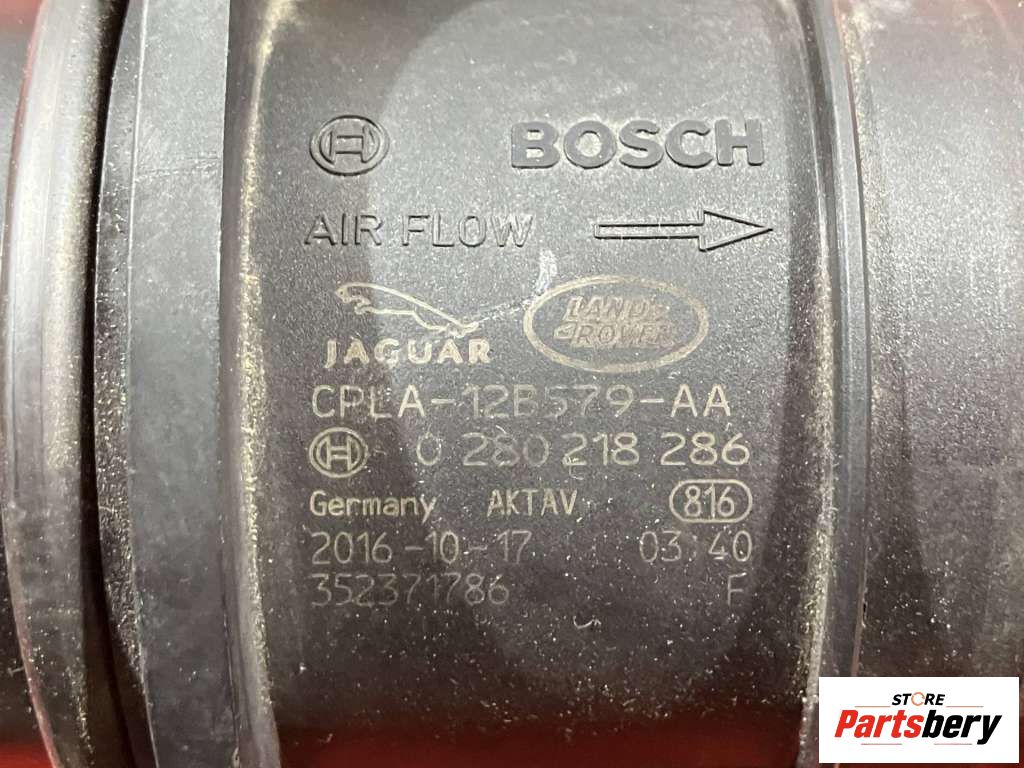 BOSCH
AIR FLOW
JAGUAR
LAND
ROVER
CPLA-12B579-AA
0 280 218 286
Germany AKTAV 816
2016-10-17 03:40
352371786 F
STORE
Partsbery